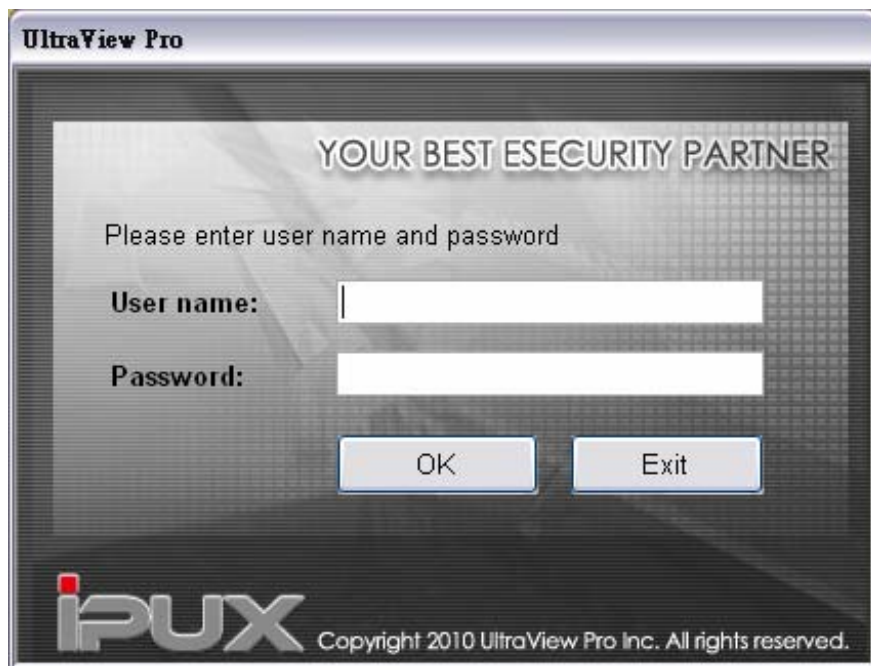 UltraView Pro
YOUR BEST ESECURITY PARTNER
Please enter user name and password
User name:
Password:
OK
Exit
iPUX
Copyright 2010 UltraView Pro Inc. All rights reserved.